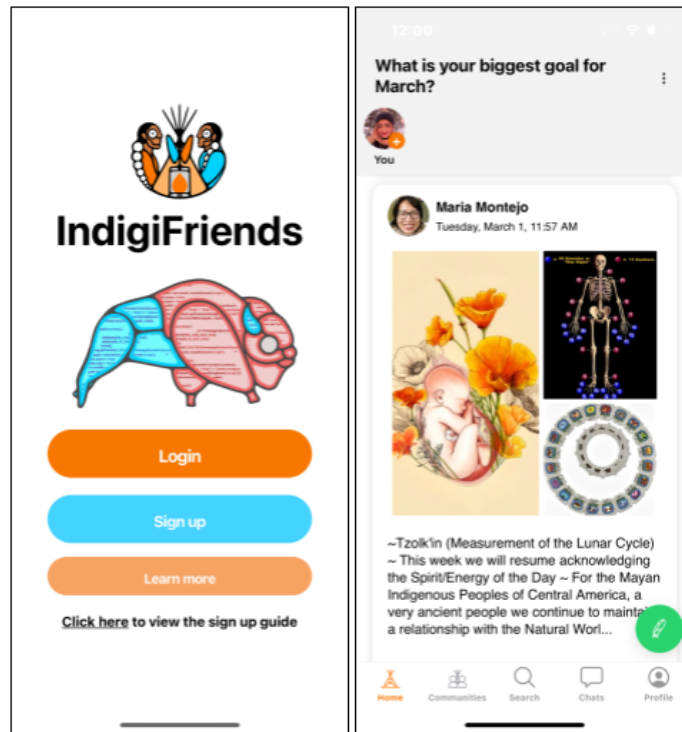 IndigiFriends
Login
Sign up
Learn more
Click here to view the sign up guide
12:00
What is your biggest goal for
March?
You
Maria Montejo
Tuesday, March 1, 11:57 AM
~Tzolk'in (Measurement of the Lunar Cycle)
~ This week we will resume acknowledging
the Spirit/Energy of the Day ~ For the Mayan
Indigenous Peoples of Central America, a
very ancient people we continue to
a relationship with the Natural Worl...
Home
Communities
Search
Chats
Profile